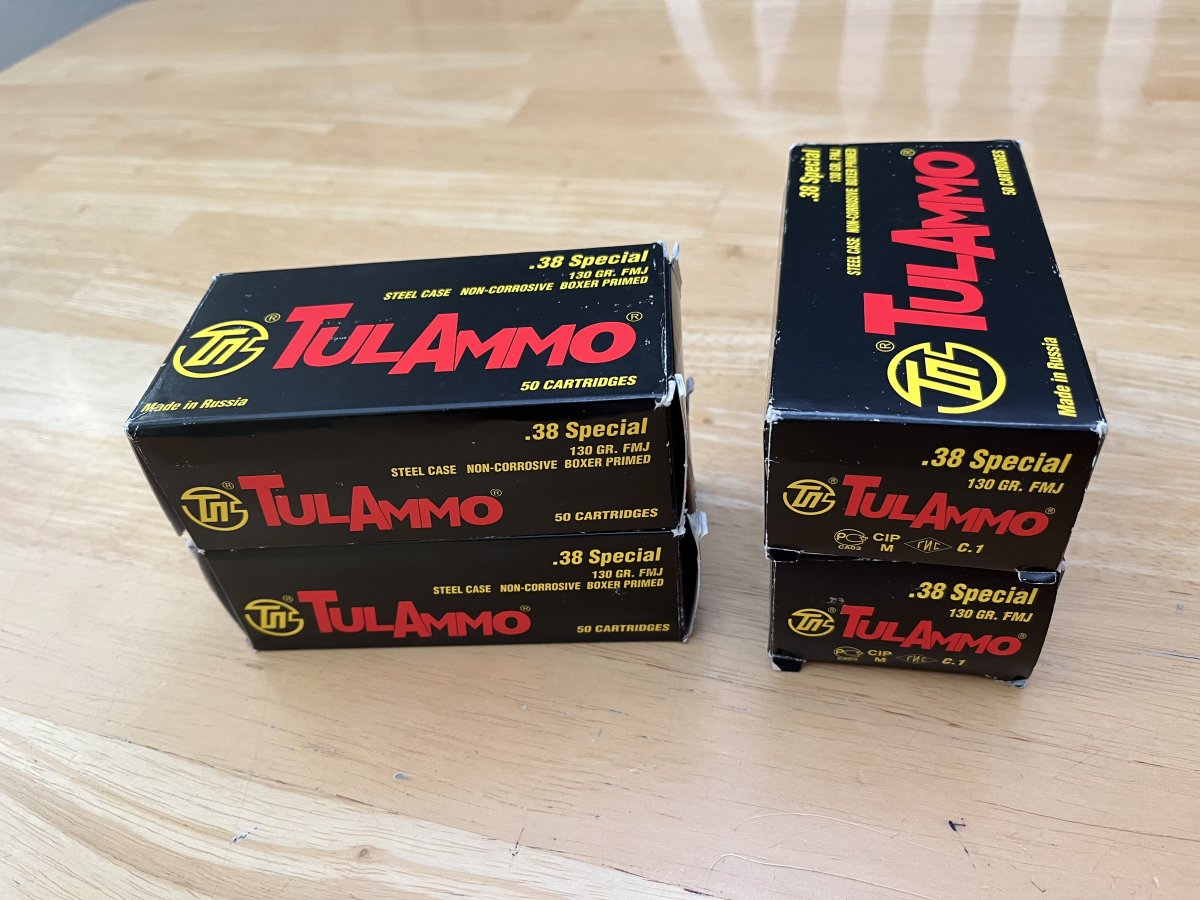 .38 Special
130 GR. FMJ
STEEL CASE NON-CORROSIVE BOXER PRIMED
TULAMMO®
50 CARTRIDGES
Made in Russia
.38 Special
130 GR. FMJ
STEEL CASE NON-CORROSIVE BOXER PRIMED
TULAMMO®
50 CARTRIDGES
.38 Special
130 GR. FMJ
STEEL CASE NON-CORROSIVE BOXER PRIMED
TULAMMO®
50 CARTRIDGES
.38 Special
130 GR. FMJ
STEEL CASE NON-CORROSIVE BOXER PRIMED
TULAMMO®
50 CARTRIDGES
Made in Russia
.38 Special
130 GR. FMJ
TULAMMO®
CIP
M
ГИС
C.1
.38 Special
130 GR. FMJ
TULAMMO®
CIP
M
ГИС
C.1